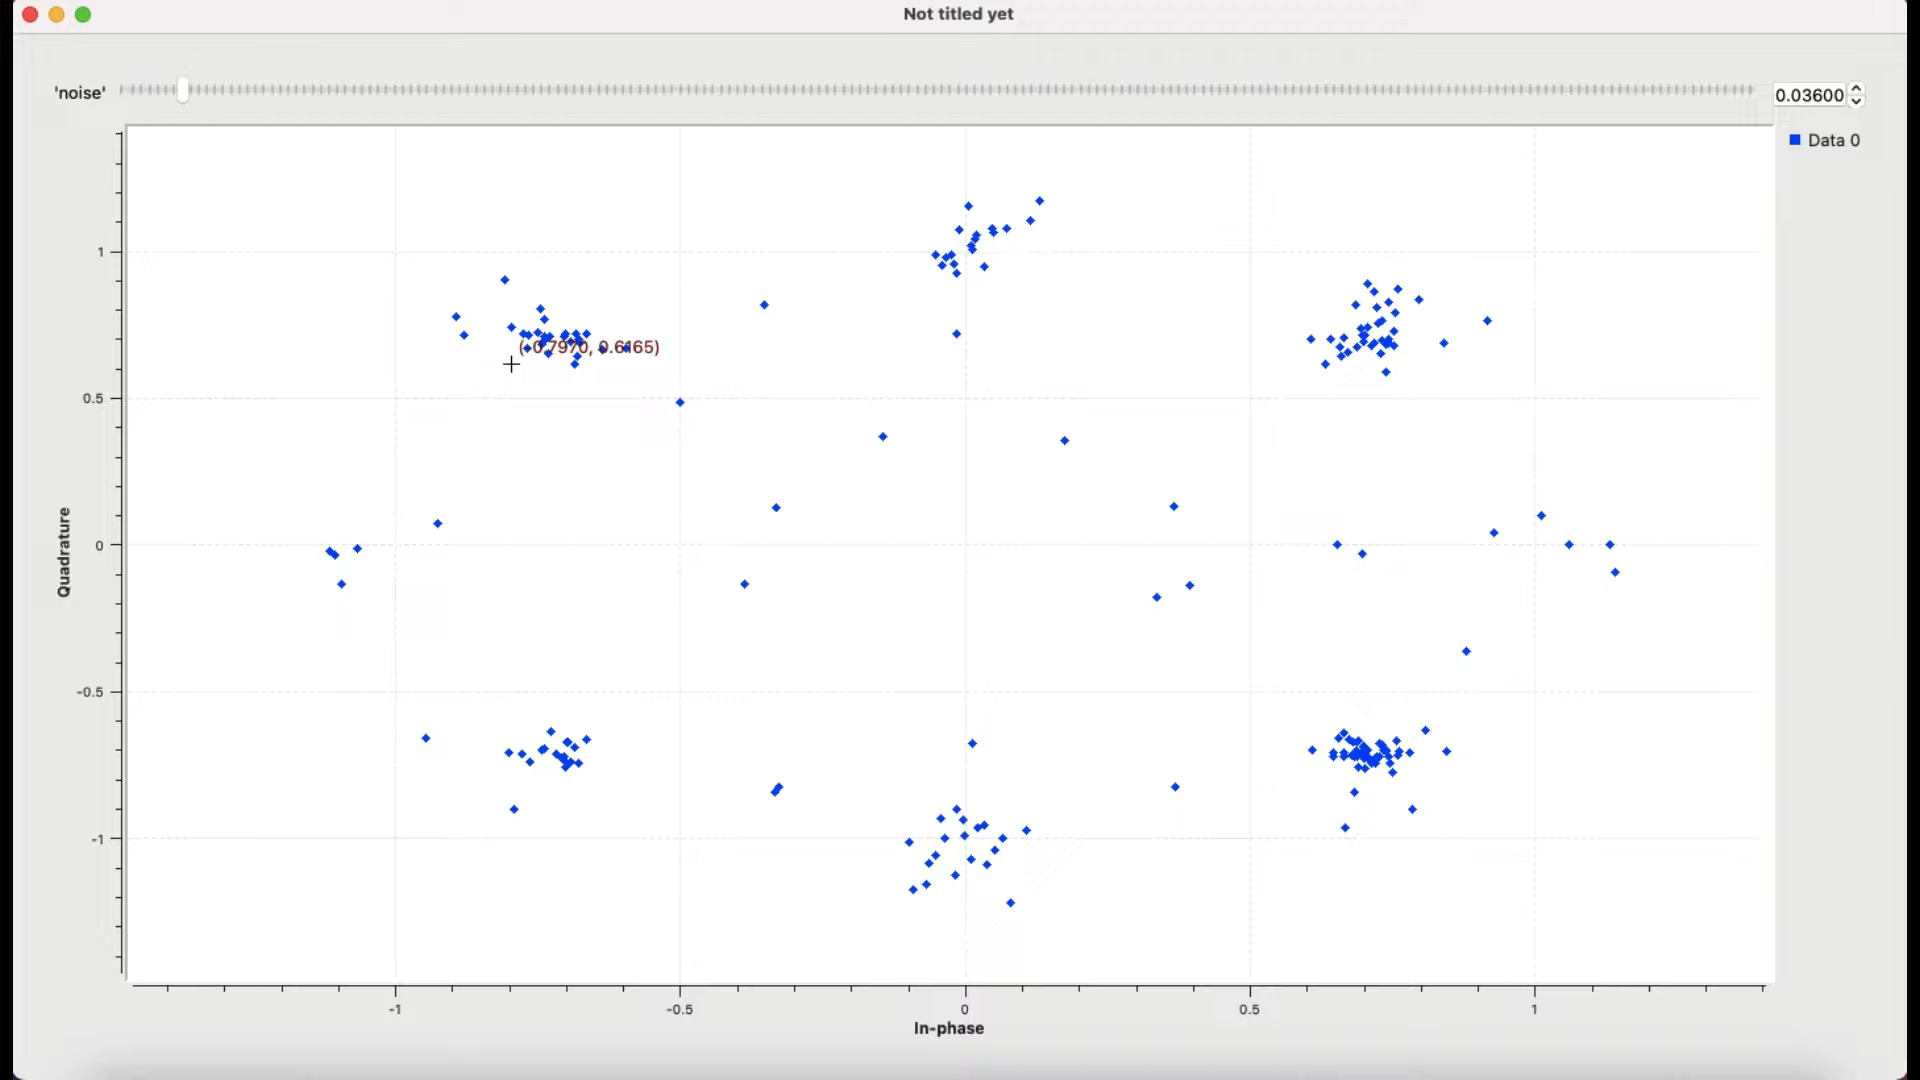 Not titled yet
'noise'
0.03600
Data 0
(-0.7970, 0.6165)
1
0.5
0
-0.5
-1
Quadrature
-1
-0.5
0
0.5
1
In-phase